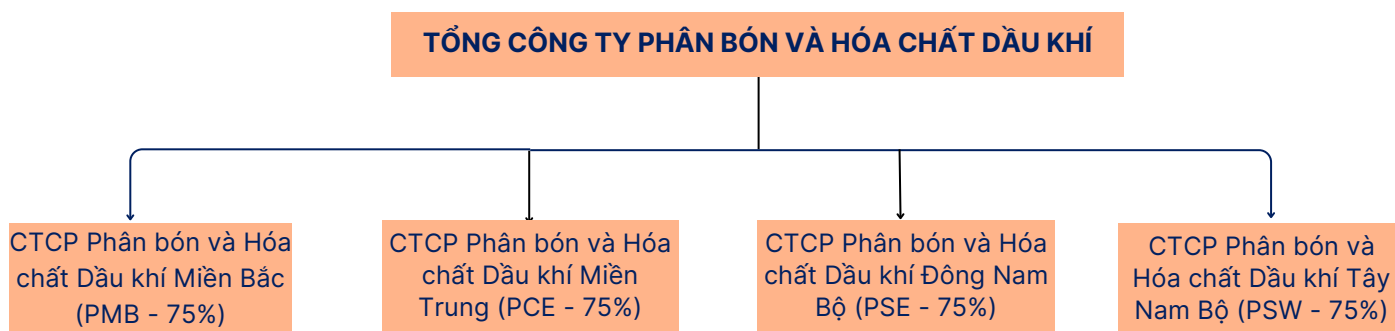 TỔNG CÔNG TY PHÂN BÓN VÀ HÓA CHẤT DẦU KHÍ
CTCP Phân bón và Hóa
chất Dầu khí Miền Bắc
(PMB - 75%)
CTCP Phân bón và Hóa
chất Dầu khí Miền
Trung (PCE - 75%)
CTCP Phân bón và Hóa
chất Dầu khí Đông Nam
Bộ (PSE - 75%)
CTCP Phân bón và
Hóa chất Dầu khí Tây
Nam Bộ (PSW - 75%)